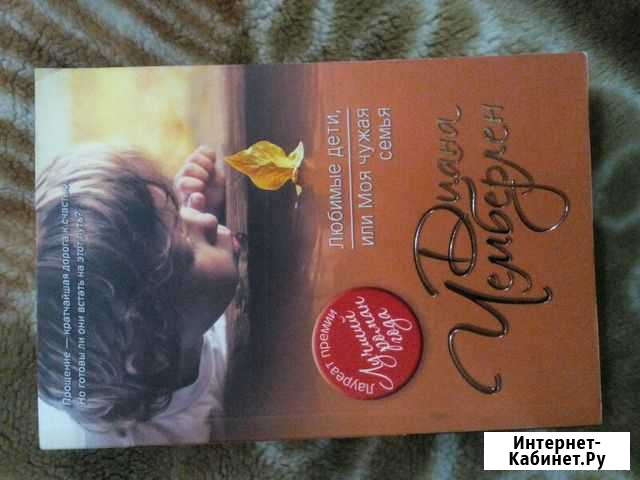 Прощение — кратчайшая дорога к счастью.
Но готовы ли они встать на этот путь?
Любимые дети,
или Моя чужая
семья
Лауреат премии
Лучший
роман
года
Диана
Чемберлен
Интернет-
Кабинет.Ру